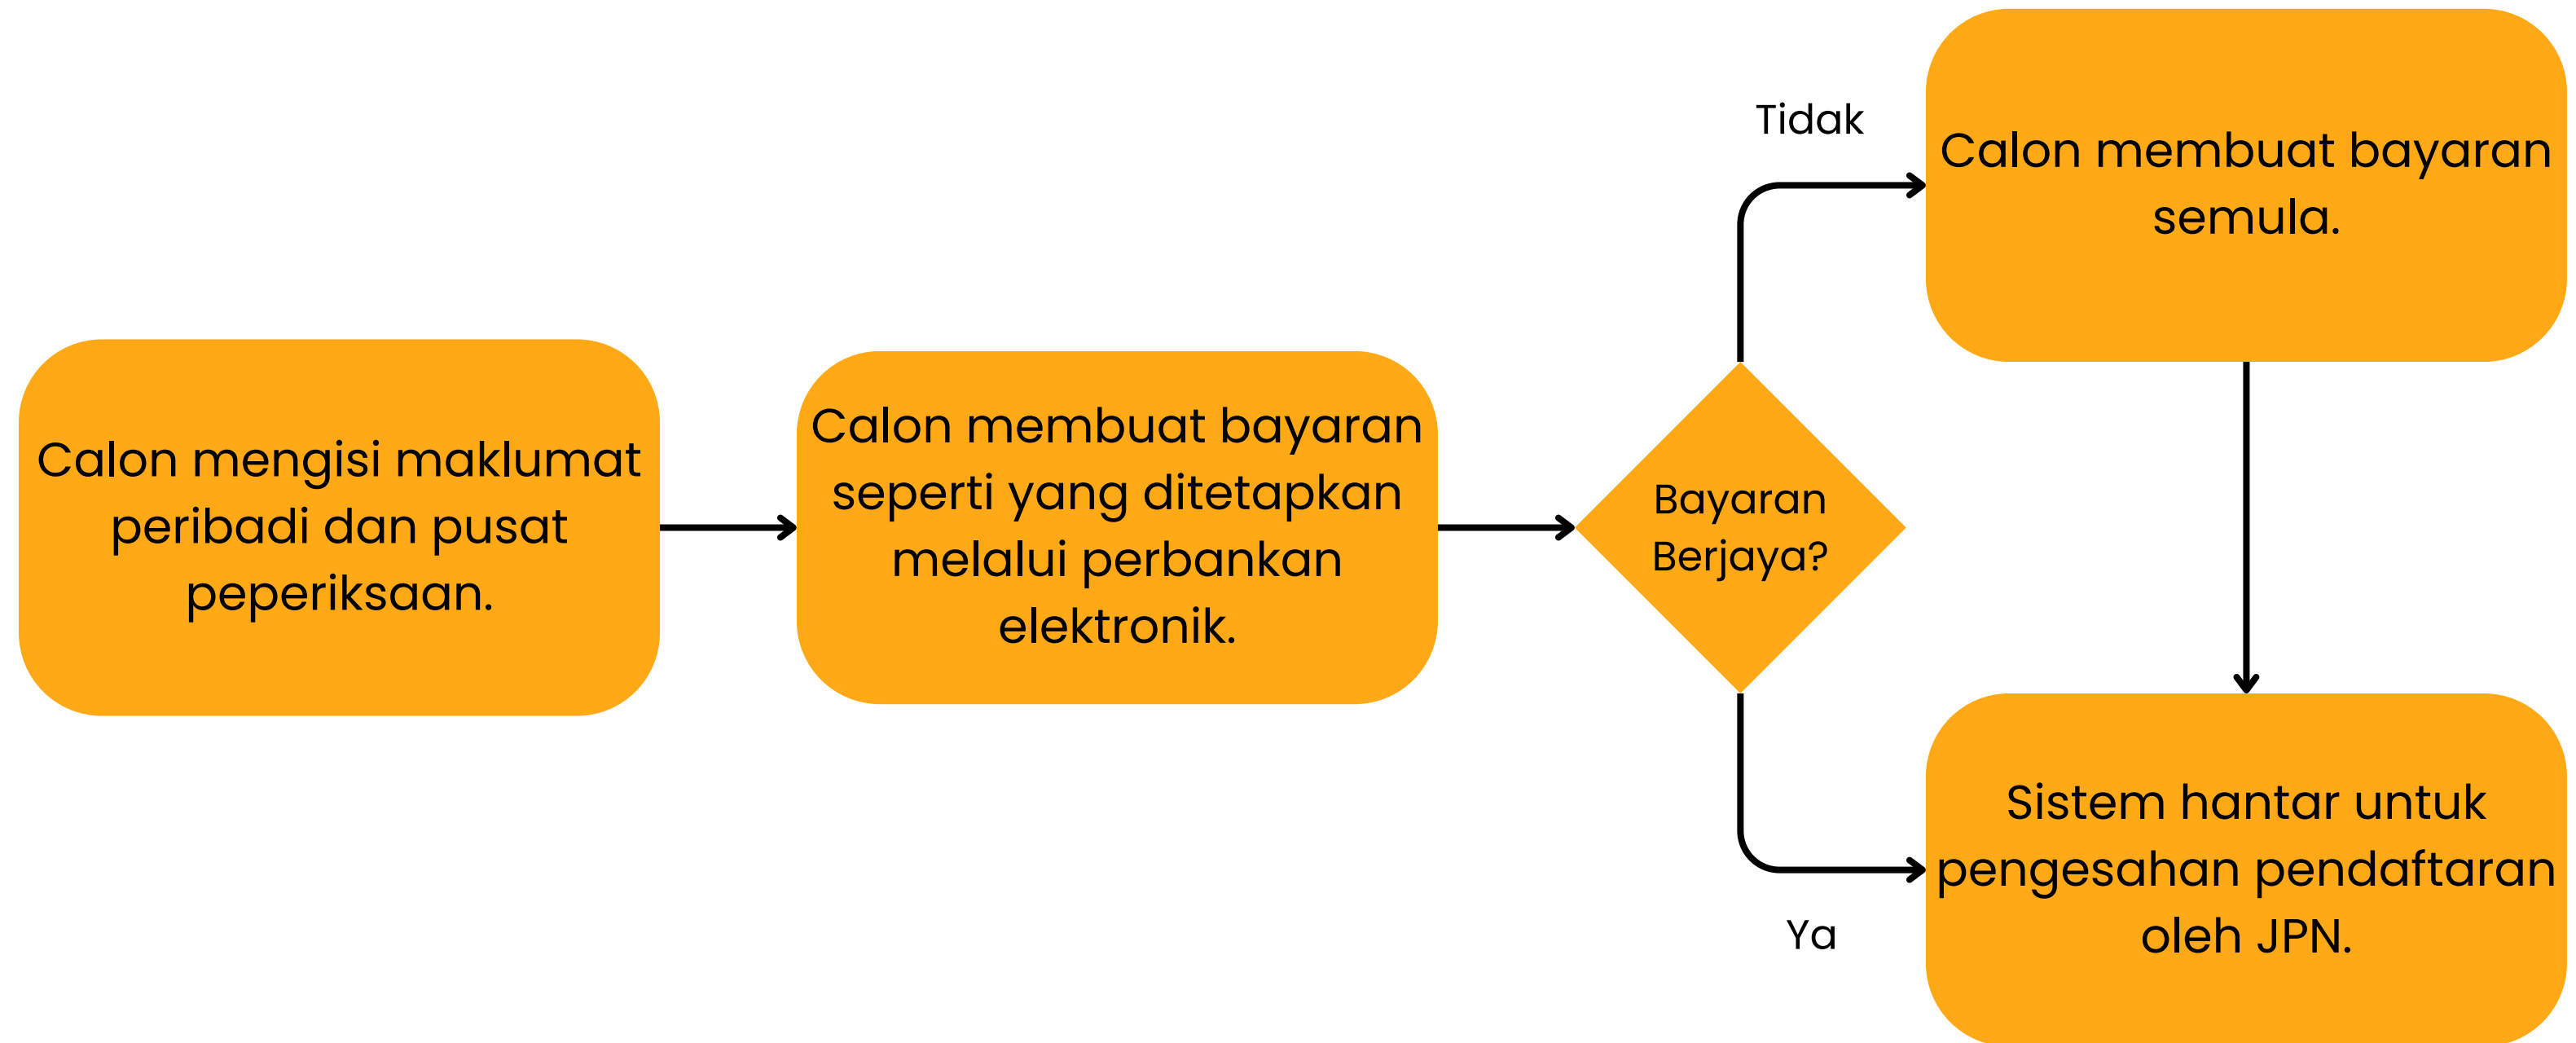 Calon mengisi maklumat
peribadi dan pusat
peperiksaan.
Calon membuat bayaran
seperti yang ditetapkan
melalui perbankan
elektronik.
Bayaran
Berjaya?
Tidak
Calon membuat bayaran
semula.
Ya
Sistem hantar untuk
pengesahan pendaftaran
oleh JPN.